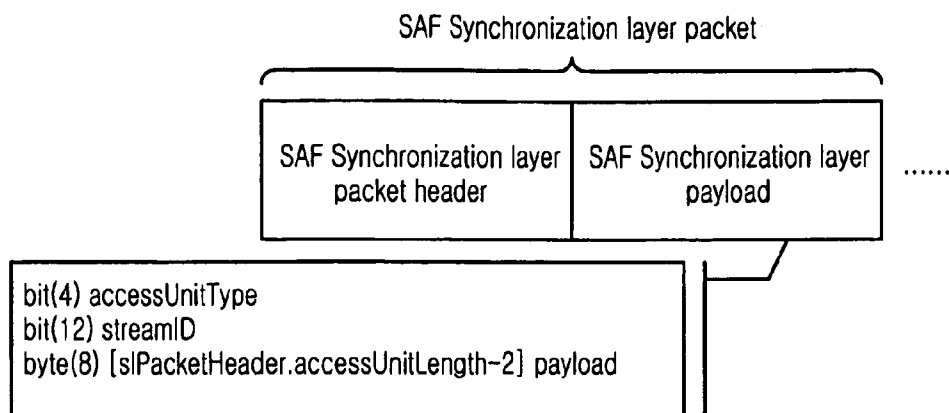 SAF Synchronization layer packet
SAF Synchronization layer
packet header
SAF Synchronization layer
payload
......
bit(4) accessUnitType
bit(12) streamID
byte(8) [slPacketHeader.accessUnitLength-2] payload